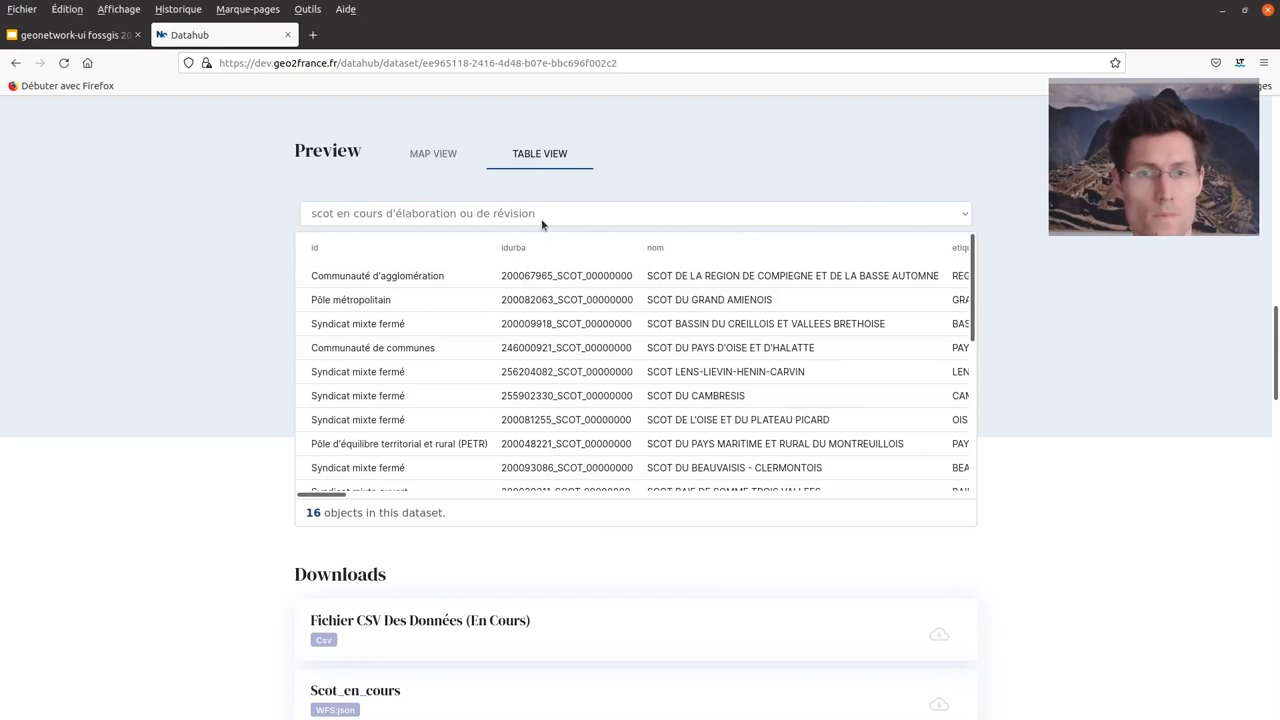 Fichier Édition Affichage Historique Marque-pages Outils Aide
geonetwork-ui fossgis 20
Datahub
https://dev.geo2france.fr/datahub/dataset/ee965118-2416-4d48-b07e-bbc696f002c2
Débuter avec Firefox
Preview MAP VIEW TABLE VIEW
scot en cours d'élaboration ou de révision
id idurba nom
Communauté d'agglomération 200067965_SCOT_00000000 SCOT DE LA REGION DE COMPIEGNE ET DE LA BASSE AUTOMNE REG
Pôle métropolitain 200082063_SCOT_00000000 SCOT DU GRAND AMIENOIS GRA
Syndicat mixte fermé 200009918_SCOT_00000000 SCOT BASSIN DU CREILLOIS ET VALLEES BRETHOISE BAS
Communauté de communes 246000921_SCOT_00000000 SCOT DU PAYS D'OISE ET D'HALATTE PAY
Syndicat mixte fermé 256204082_SCOT_00000000 SCOT LENS-LIEVIN-HENIN-CARVIN LEN
Syndicat mixte fermé 255902330_SCOT_00000000 SCOT DU CAMBRESIS CAM
Syndicat mixte fermé 200081255_SCOT_00000000 SCOT DE L'OISE ET DU PLATEAU PICARD OIS
Pôle d'équilibre territorial et rural (PETR) 200048221_SCOT_00000000 SCOT DU PAYS MARITIME ET RURAL DU MONTREUILLOIS PAY
Syndicat mixte fermé 200093086_SCOT_00000000 SCOT DU BEAUVAISIS - CLERMONTOIS BEA
16 objects in this dataset.
Downloads
Fichier CSV Des Données (En Cours)
Csv
Scot_en_cours
WFS:json